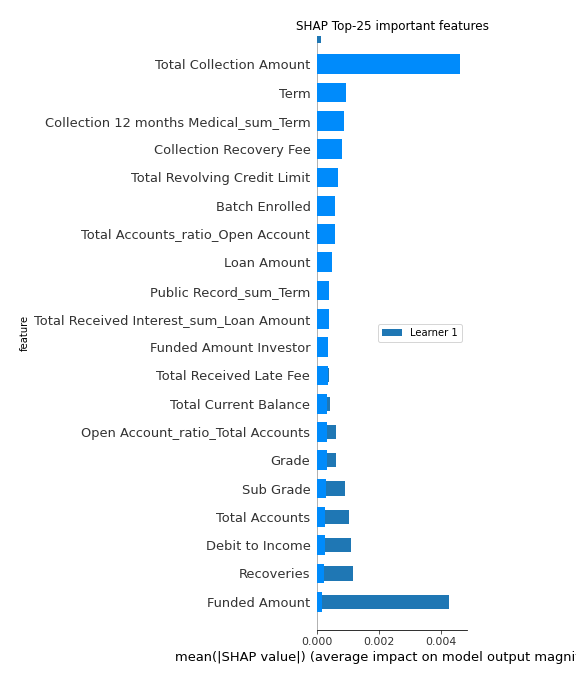 SHAP Top-25 important features
Total Collection Amount
Term
Collection 12 months Medical_sum_Term
Collection Recovery Fee
Total Revolving Credit Limit
Batch Enrolled
Total Accounts_ratio_Open Account
Loan Amount
Public Record_sum_Term
Total Received Interest_sum_Loan Amount
Funded Amount Investor
Total Received Late Fee
Total Current Balance
Open Account_ratio_Total Accounts
Grade
Sub Grade
Total Accounts
Debit to Income
Recoveries
Funded Amount
feature
Learner 1
0.000 0.002 0.004
mean(|SHAP value|) (average impact on model output magni